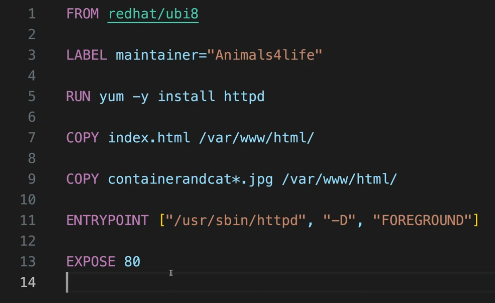 1 FROM redhat/ubi8
2
3 LABEL maintainer="Animals4life"
4
5 RUN yum -y install httpd
6
7 COPY index.html /var/www/html/
8
9 COPY containerandcat*.jpg /var/www/html/
10
11 ENTRYPOINT ["/usr/sbin/httpd", "-D", "FOREGROUND"]
12
13 EXPOSE 80
14